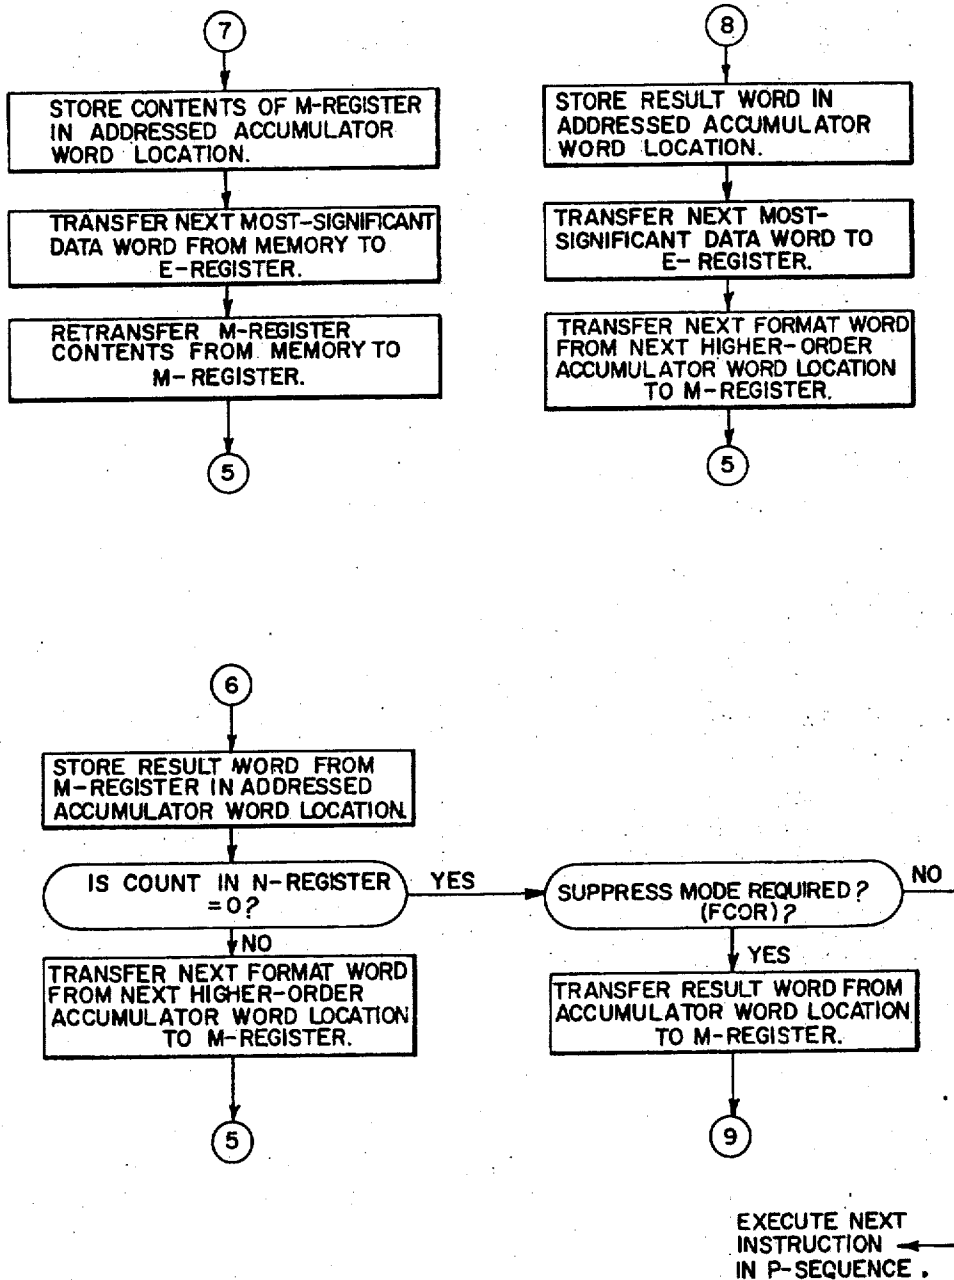 7
STORE CONTENTS OF M-REGISTER
IN ADDRESSED ACCUMULATOR
WORD LOCATION.
TRANSFER NEXT MOST-SIGNIFICANT
DATA WORD FROM MEMORY TO
E-REGISTER.
RETRANSFER M-REGISTER
CONTENTS FROM MEMORY TO
M-REGISTER.
5
8
STORE RESULT WORD IN
ADDRESSED ACCUMULATOR
WORD LOCATION.
TRANSFER NEXT MOST-
SIGNIFICANT DATA WORD TO
E-REGISTER.
TRANSFER NEXT FORMAT WORD
FROM NEXT HIGHER-ORDER
ACCUMULATOR WORD LOCATION
TO M-REGISTER.
5
6
STORE RESULT WORD FROM
M-REGISTER IN ADDRESSED
ACCUMULATOR WORD LOCATION.
IS COUNT IN N-REGISTER
=0?
YES
NO
TRANSFER NEXT FORMAT WORD
FROM NEXT HIGHER-ORDER
ACCUMULATOR WORD LOCATION
TO M-REGISTER.
5
SUPPRESS MODE REQUIRED?
(FCOR)?
NO
YES
TRANSFER RESULT WORD FROM
ACCUMULATOR WORD LOCATION
TO M-REGISTER.
9
EXECUTE NEXT
INSTRUCTION
IN P-SEQUENCE.